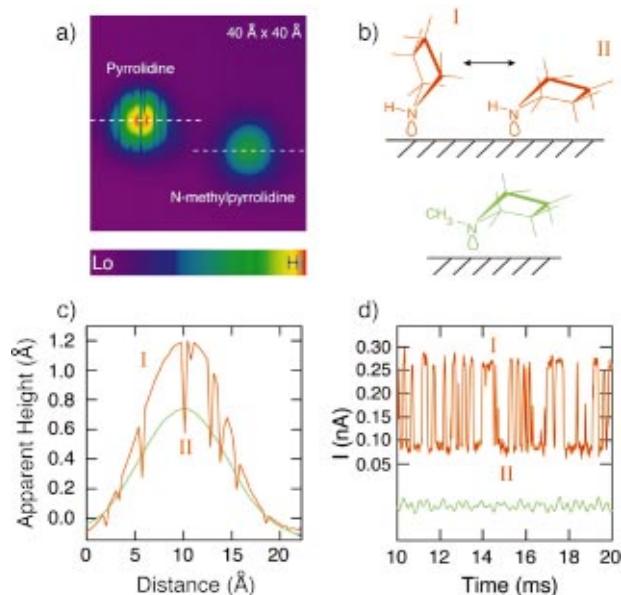 a)
40 Å x 40 Å
Pyrrolidine
N-methylpyrrolidine
Lo Hi
b)
I
II
H N
H N
CH3 N
c)
Apparent Height (Å)
1.2
1.0
0.8
0.6
0.4
0.2
0.0
I
II
0 5 10 15 20
Distance (Å)
d)
I (nA)
0.30
0.25
0.20
0.15
0.10
0.05
I
II
10 12 14 16 18 20
Time (ms)